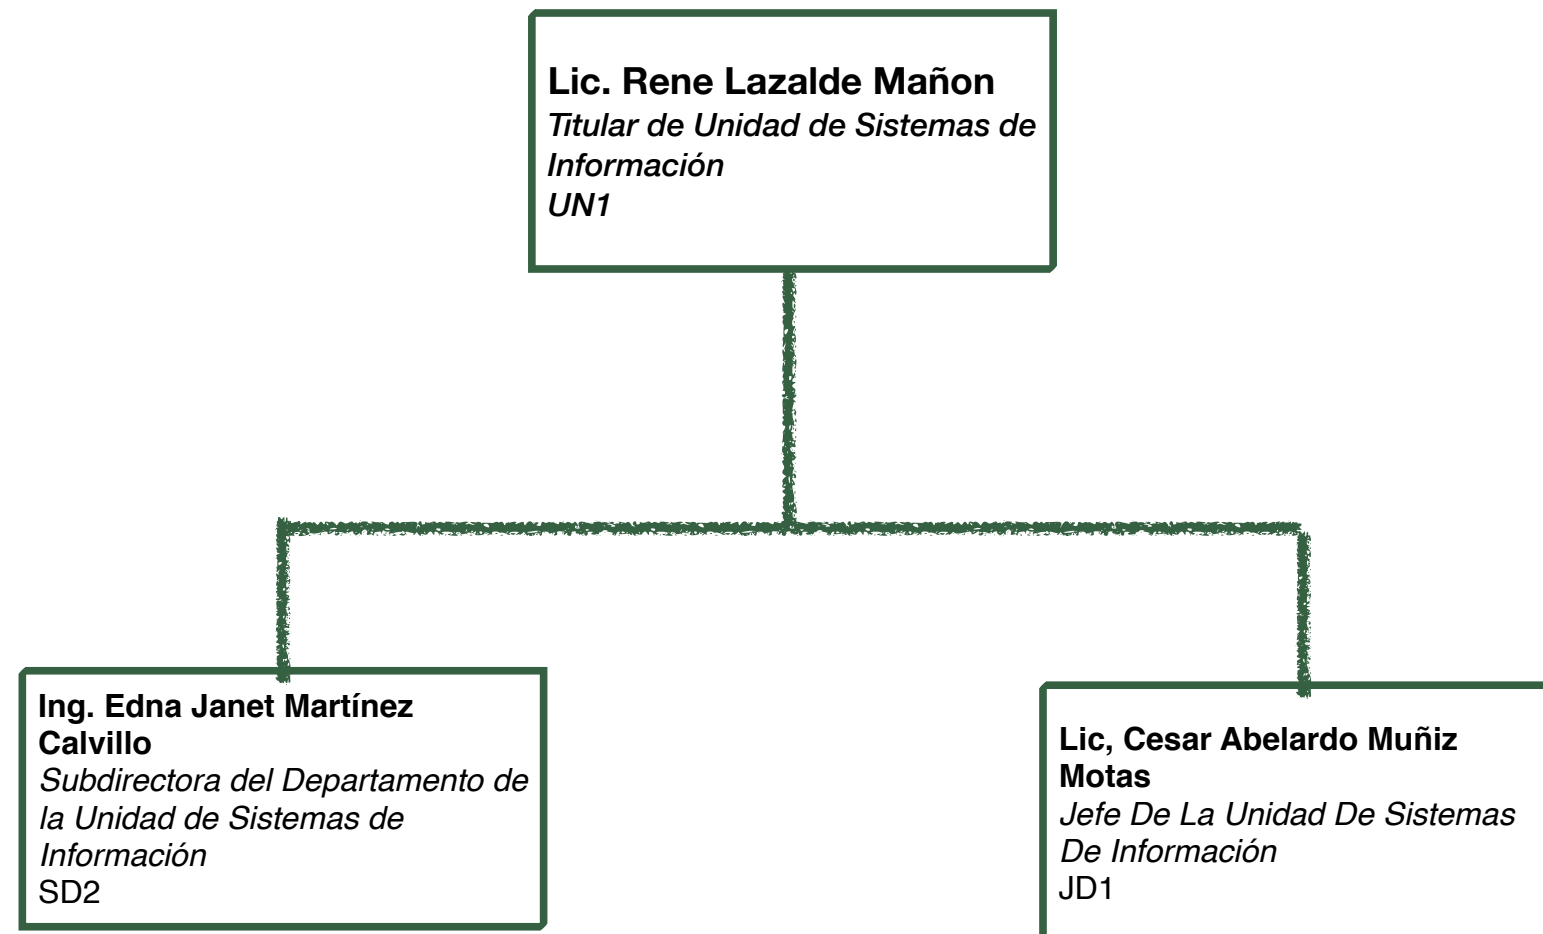 Lic. Rene Lazalde Mañon
Titular de Unidad de Sistemas de
Información
UN1
Ing. Edna Janet Martínez
Calvillo
Subdirectora del Departamento de
la Unidad de Sistemas de
Información
SD2
Lic, Cesar Abelardo Muñiz
Motas
Jefe De La Unidad De Sistemas
De Información
JD1